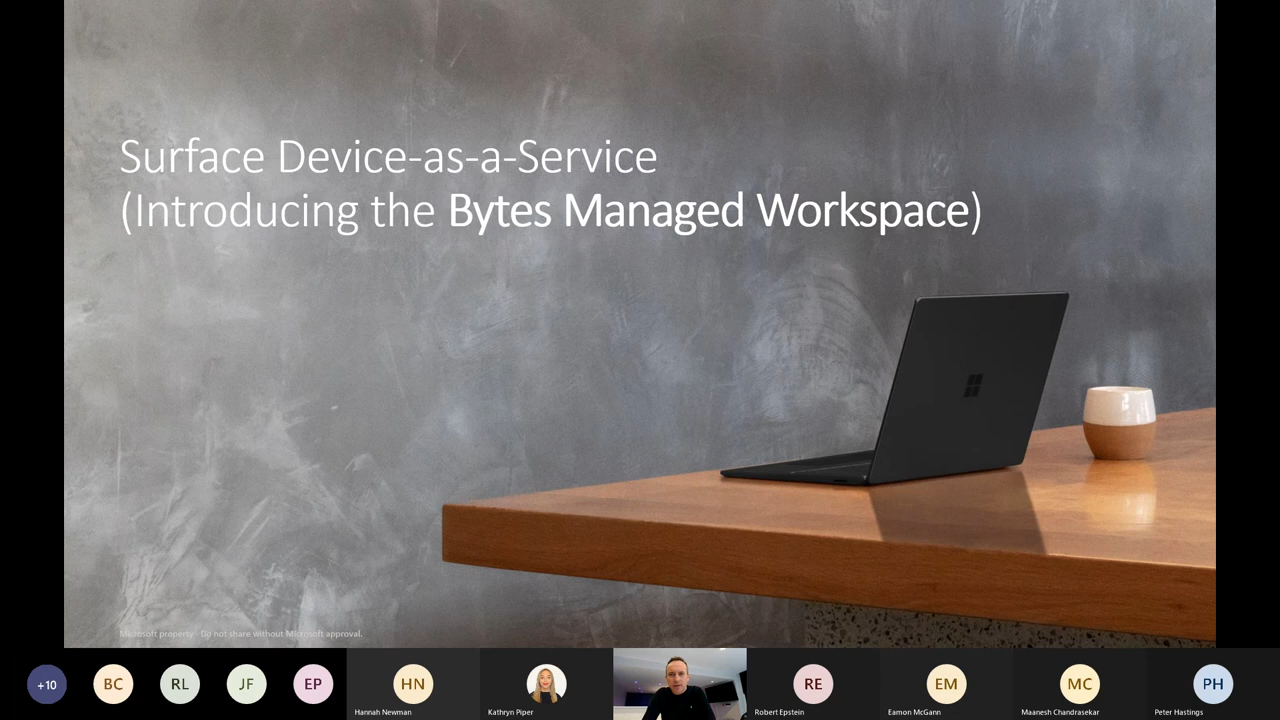 Surface Device-as-a-Service
(Introducing the Bytes Managed Workspace)
Microsoft property - Do not share without Microsoft approval.
+10
BC
RL
JF
EP
HN
RE
EM
MC
PH
Hannah Newman
Kathryn Piper
Robert Epstein
Eamon McGann
Maanesh Chandrasekar
Peter Hastings